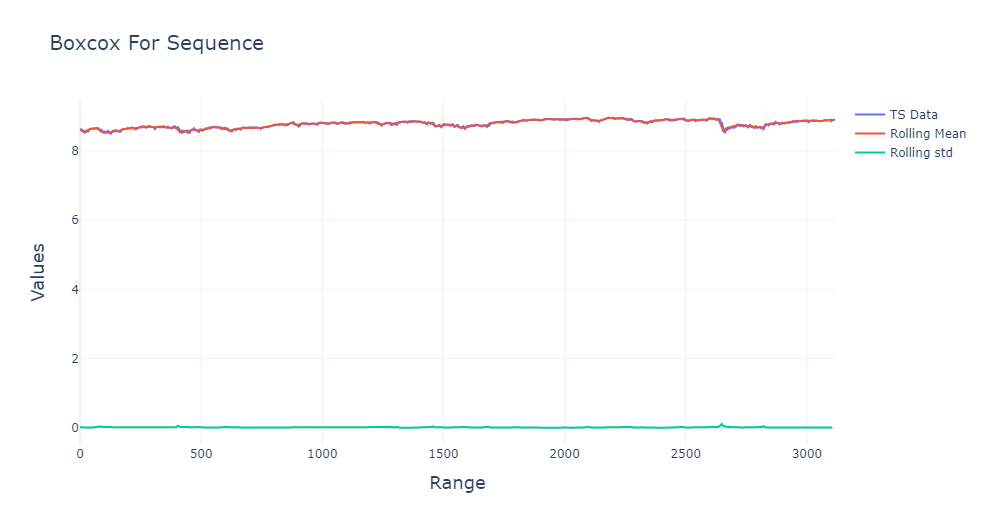 Boxcox For Sequence
TS Data
Rolling Mean
Rolling std
Values
8
6
4
2
0
0
500
1000
1500
2000
2500
3000
Range